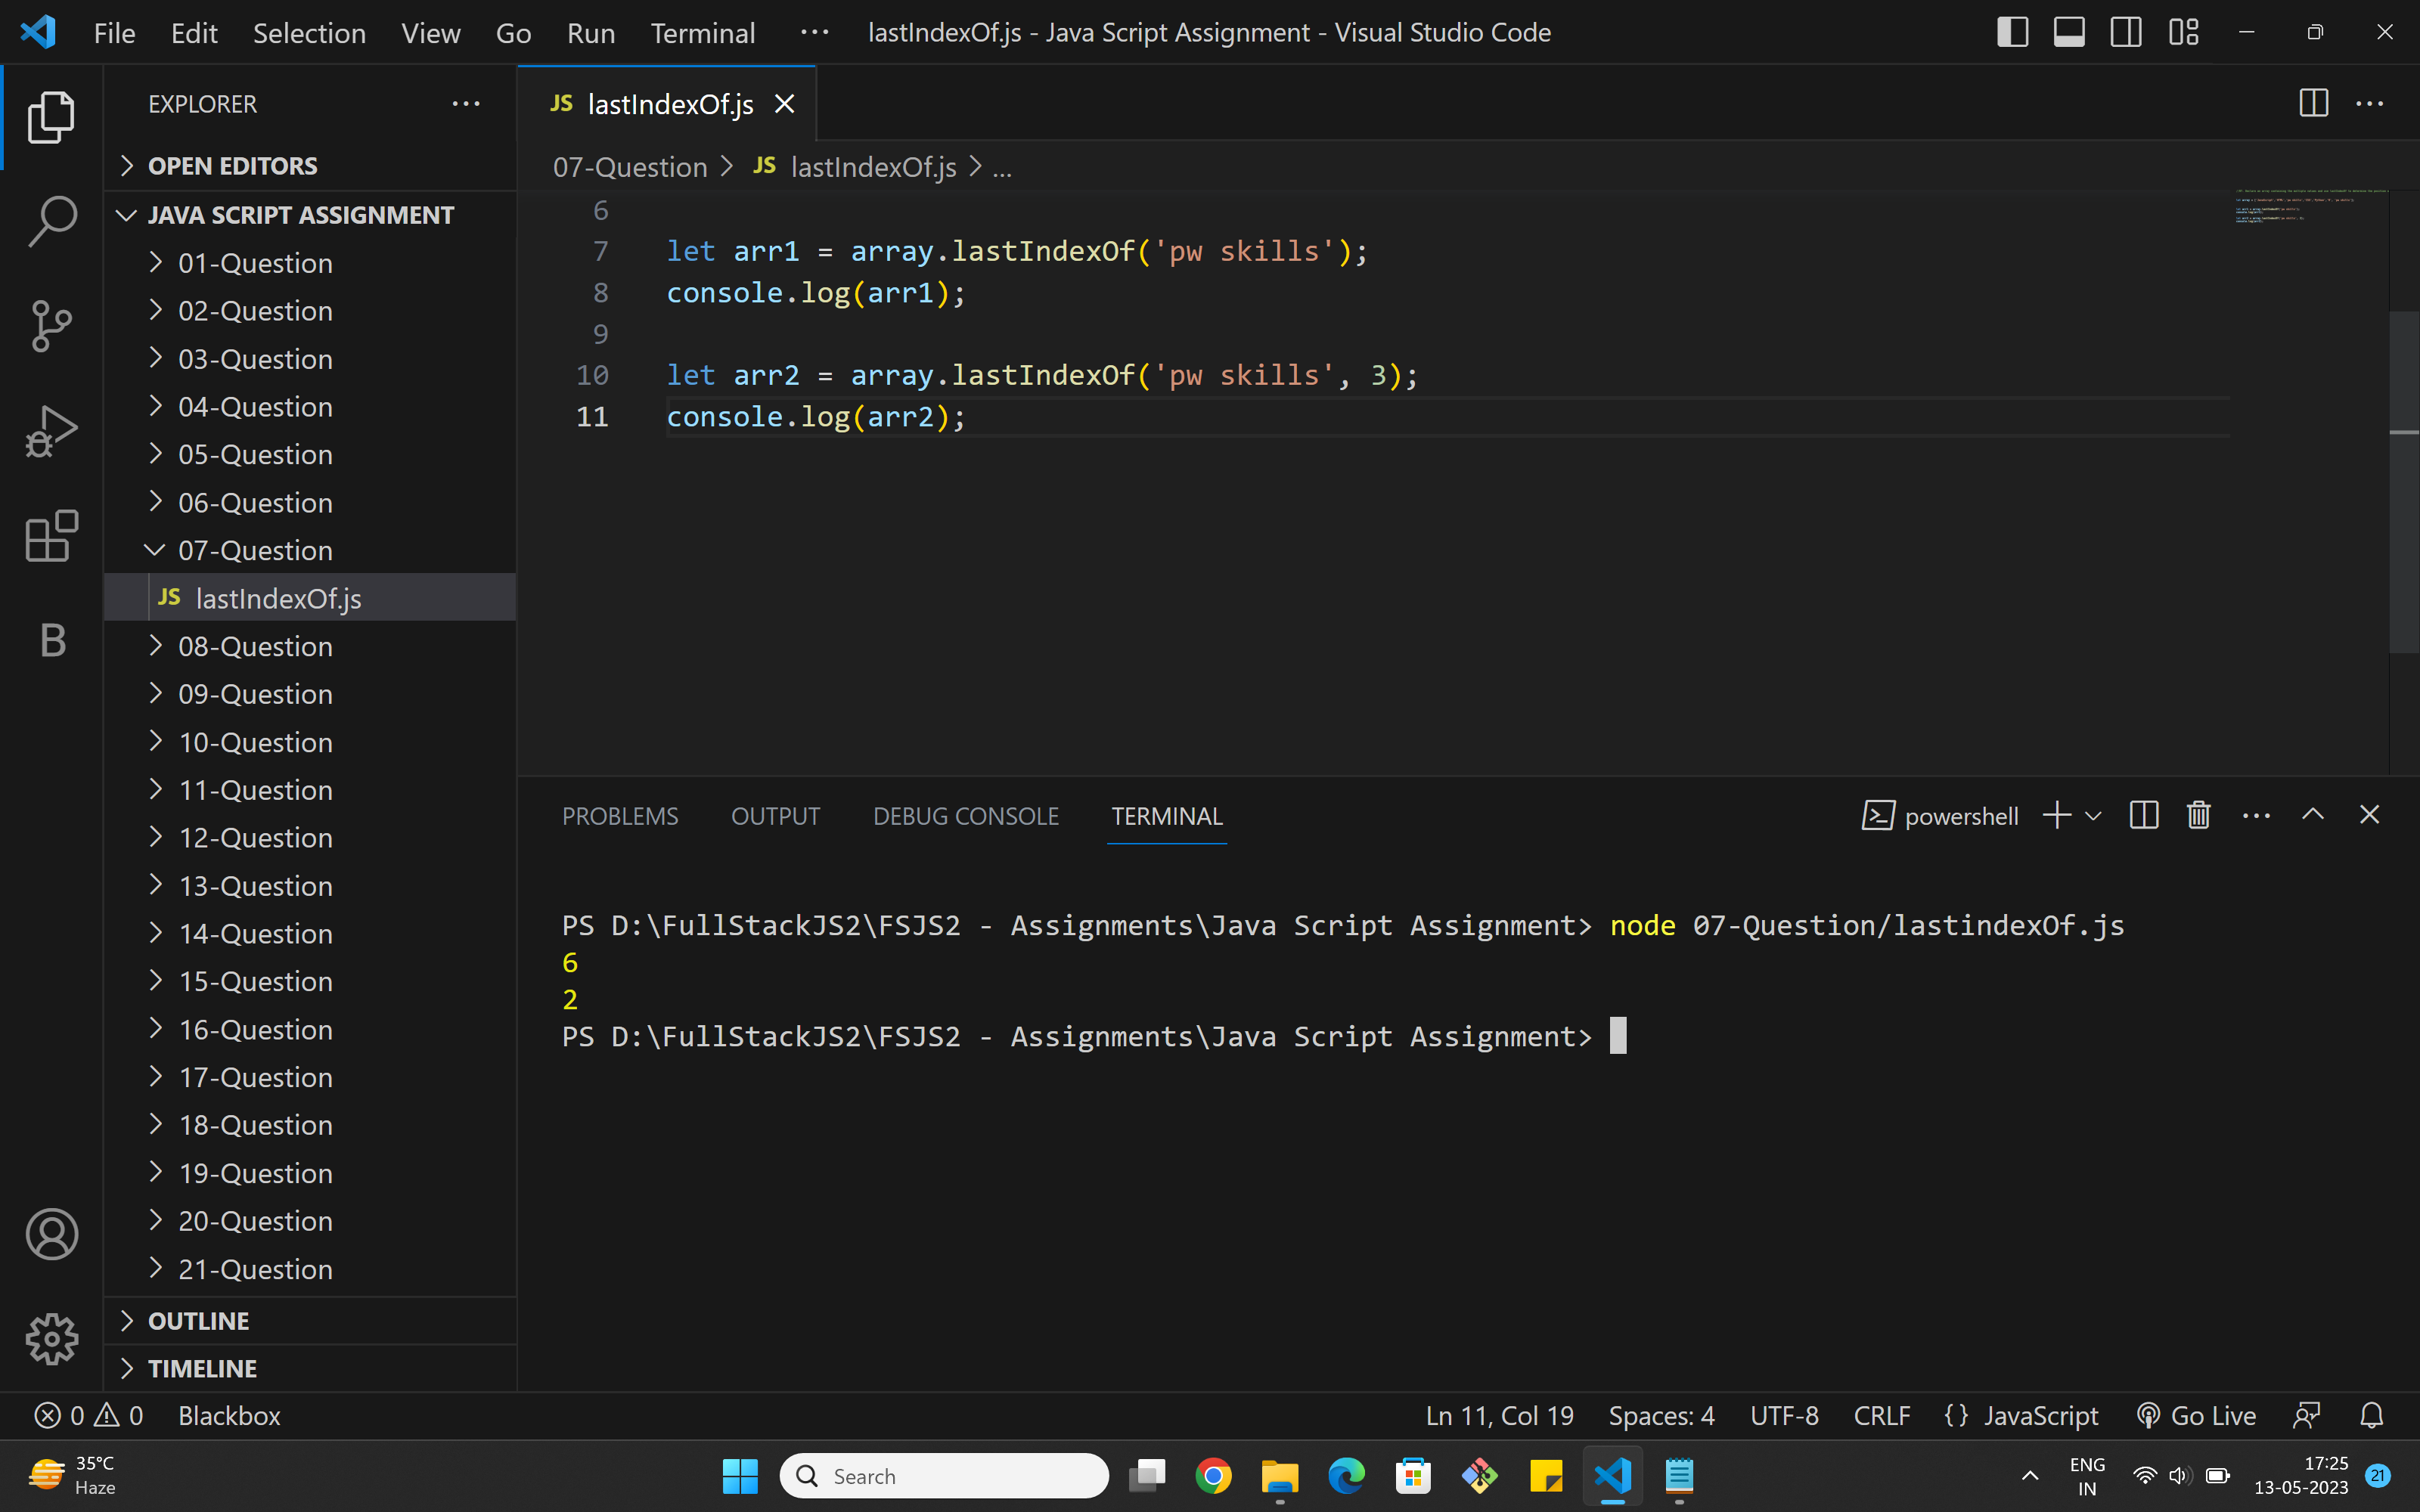 File Edit Selection View Go Run Terminal ··· lastIndexOf.js - Java Script Assignment - Visual Studio Code
EXPLORER ···
OPEN EDITORS
JAVA SCRIPT ASSIGNMENT
01-Question
02-Question
03-Question
04-Question
05-Question
06-Question
07-Question
JS lastIndexOf.js
08-Question
09-Question
10-Question
11-Question
12-Question
13-Question
14-Question
15-Question
16-Question
17-Question
18-Question
19-Question
20-Question
21-Question
OUTLINE
TIMELINE
B
JS lastIndexOf.js
07-Question > JS lastIndexOf.js > ...
6
7 let arr1 = array.lastIndexOf('pw skills');
8 console.log(arr1);
9
10 let arr2 = array.lastIndexOf('pw skills', 3);
11 console.log(arr2);
PROBLEMS OUTPUT DEBUG CONSOLE TERMINAL powershell
PS D:\FullStackJS2\FSJS2 - Assignments\Java Script Assignment> node 07-Question/lastindexOf.js
6
2
PS D:\FullStackJS2\FSJS2 - Assignments\Java Script Assignment>
0 0 Blackbox Ln 11, Col 19 Spaces: 4 UTF-8 CRLF {} JavaScript Go Live
35°C
Haze
Search
ENG
IN
17:25
13-05-2023
21